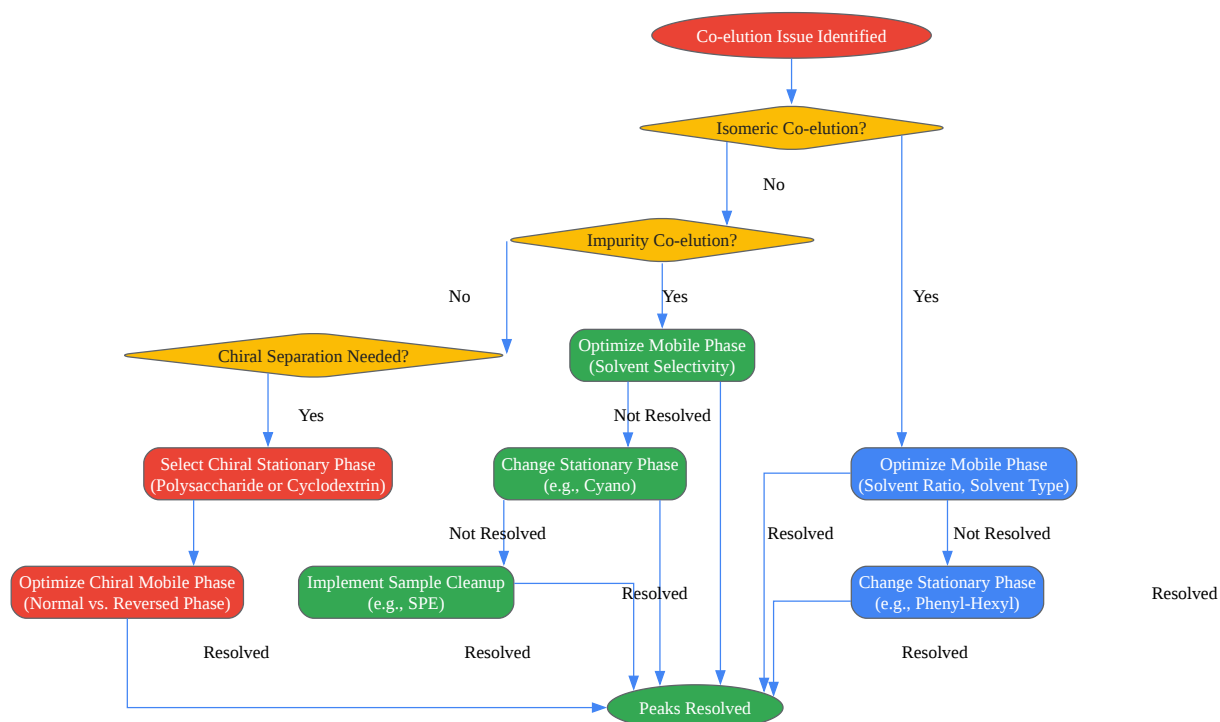 Co-elution Issue Identified
Isomeric Co-elution?
No
Impurity Co-elution?
No
Yes
Yes
Chiral Separation Needed?
Optimize Mobile Phase
(Solvent Selectivity)
Yes
Not Resolved
Select Chiral Stationary Phase
(Polysaccharide or Cyclodextrin)
Change Stationary Phase
(e.g., Cyano)
Optimize Mobile Phase
(Solvent Ratio, Solvent Type)
Not Resolved
Resolved
Not Resolved
Optimize Chiral Mobile Phase
(Normal vs. Reversed Phase)
Implement Sample Cleanup
(e.g., SPE)
Resolved
Change Stationary Phase
(e.g., Phenyl-Hexyl)
Resolved
Resolved
Resolved
Resolved
Peaks Resolved